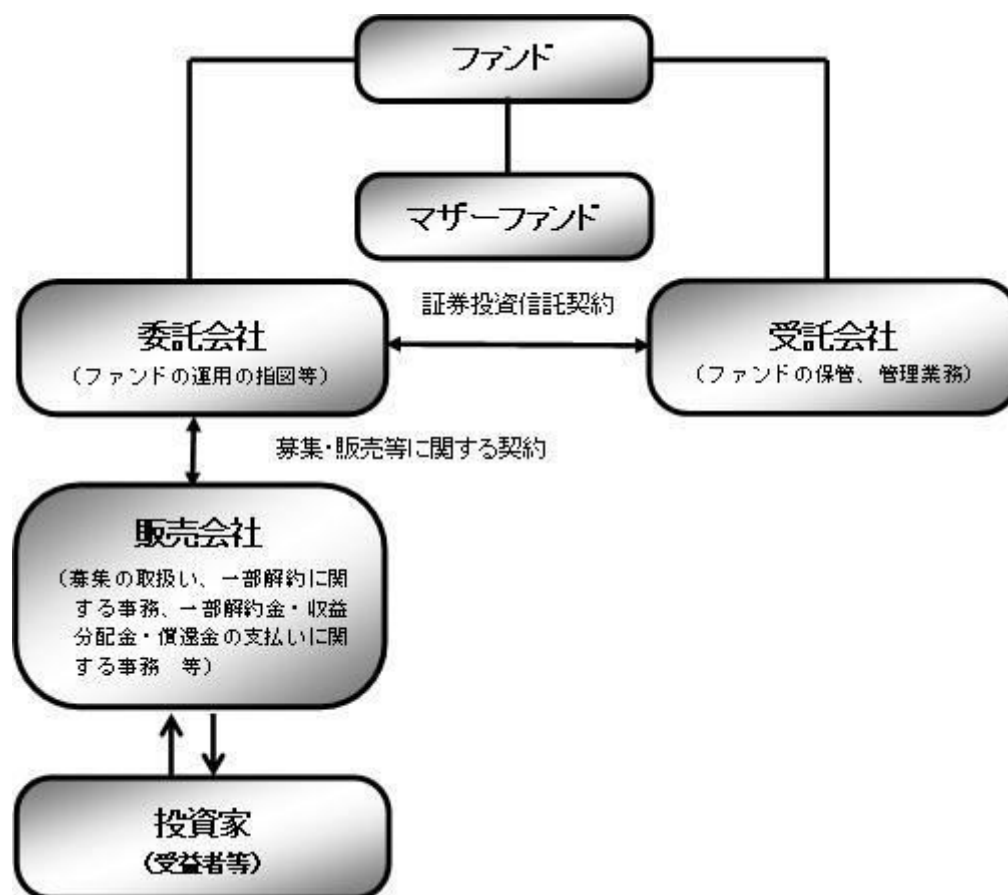 ファンド
マザーファンド
証券投資信託契約
委託会社
(ファンドの運用の指図等)
受託会社
(ファンドの保管、管理業務)
募集・販売等に関する契約
販売会社
(募集の取扱い、一部解約に関
する事務、一部解約金・収益
分配金・償還金の支払いに関
する事務 等)
投資家
(受益者等)